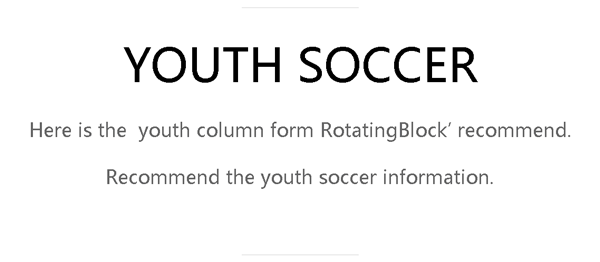 YOUTH SOCCER
Here is the  youth column form RotatingBlock’ recommend.
Recommend the youth soccer information.